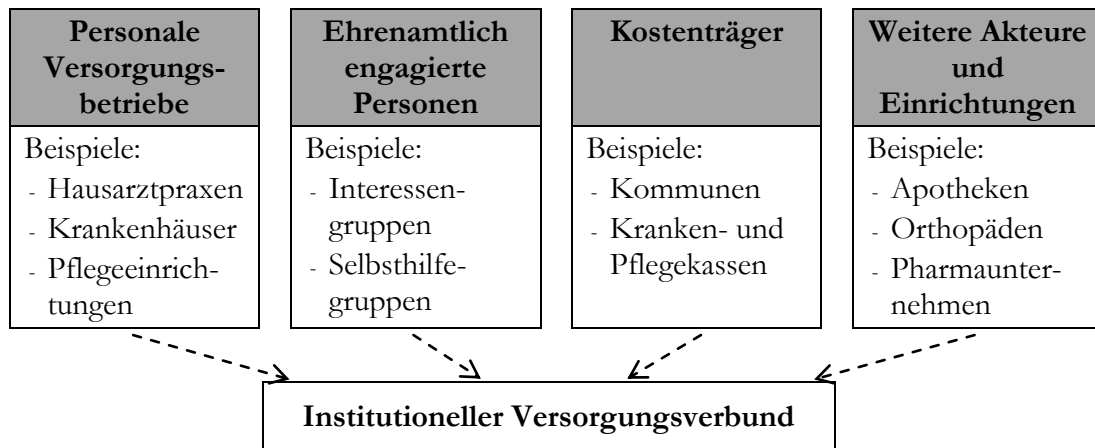 Personale
Versorgungs-
betriebe
Beispiele:
- Hausarztpraxen
- Krankenhäuser
- Pflegeeinrich-
tungen
Ehrenamtlich
engagierte
Personen
Beispiele:
- Interessen-
gruppen
- Selbsthilfe-
gruppen
Kostenträger
Beispiele:
- Kommunen
- Kranken- und
Pflegekassen
Weitere Akteure
und
Einrichtungen
Beispiele:
- Apotheken
- Orthopäden
- Pharmaunter-
nehmen
Institutioneller Versorgungsverbund